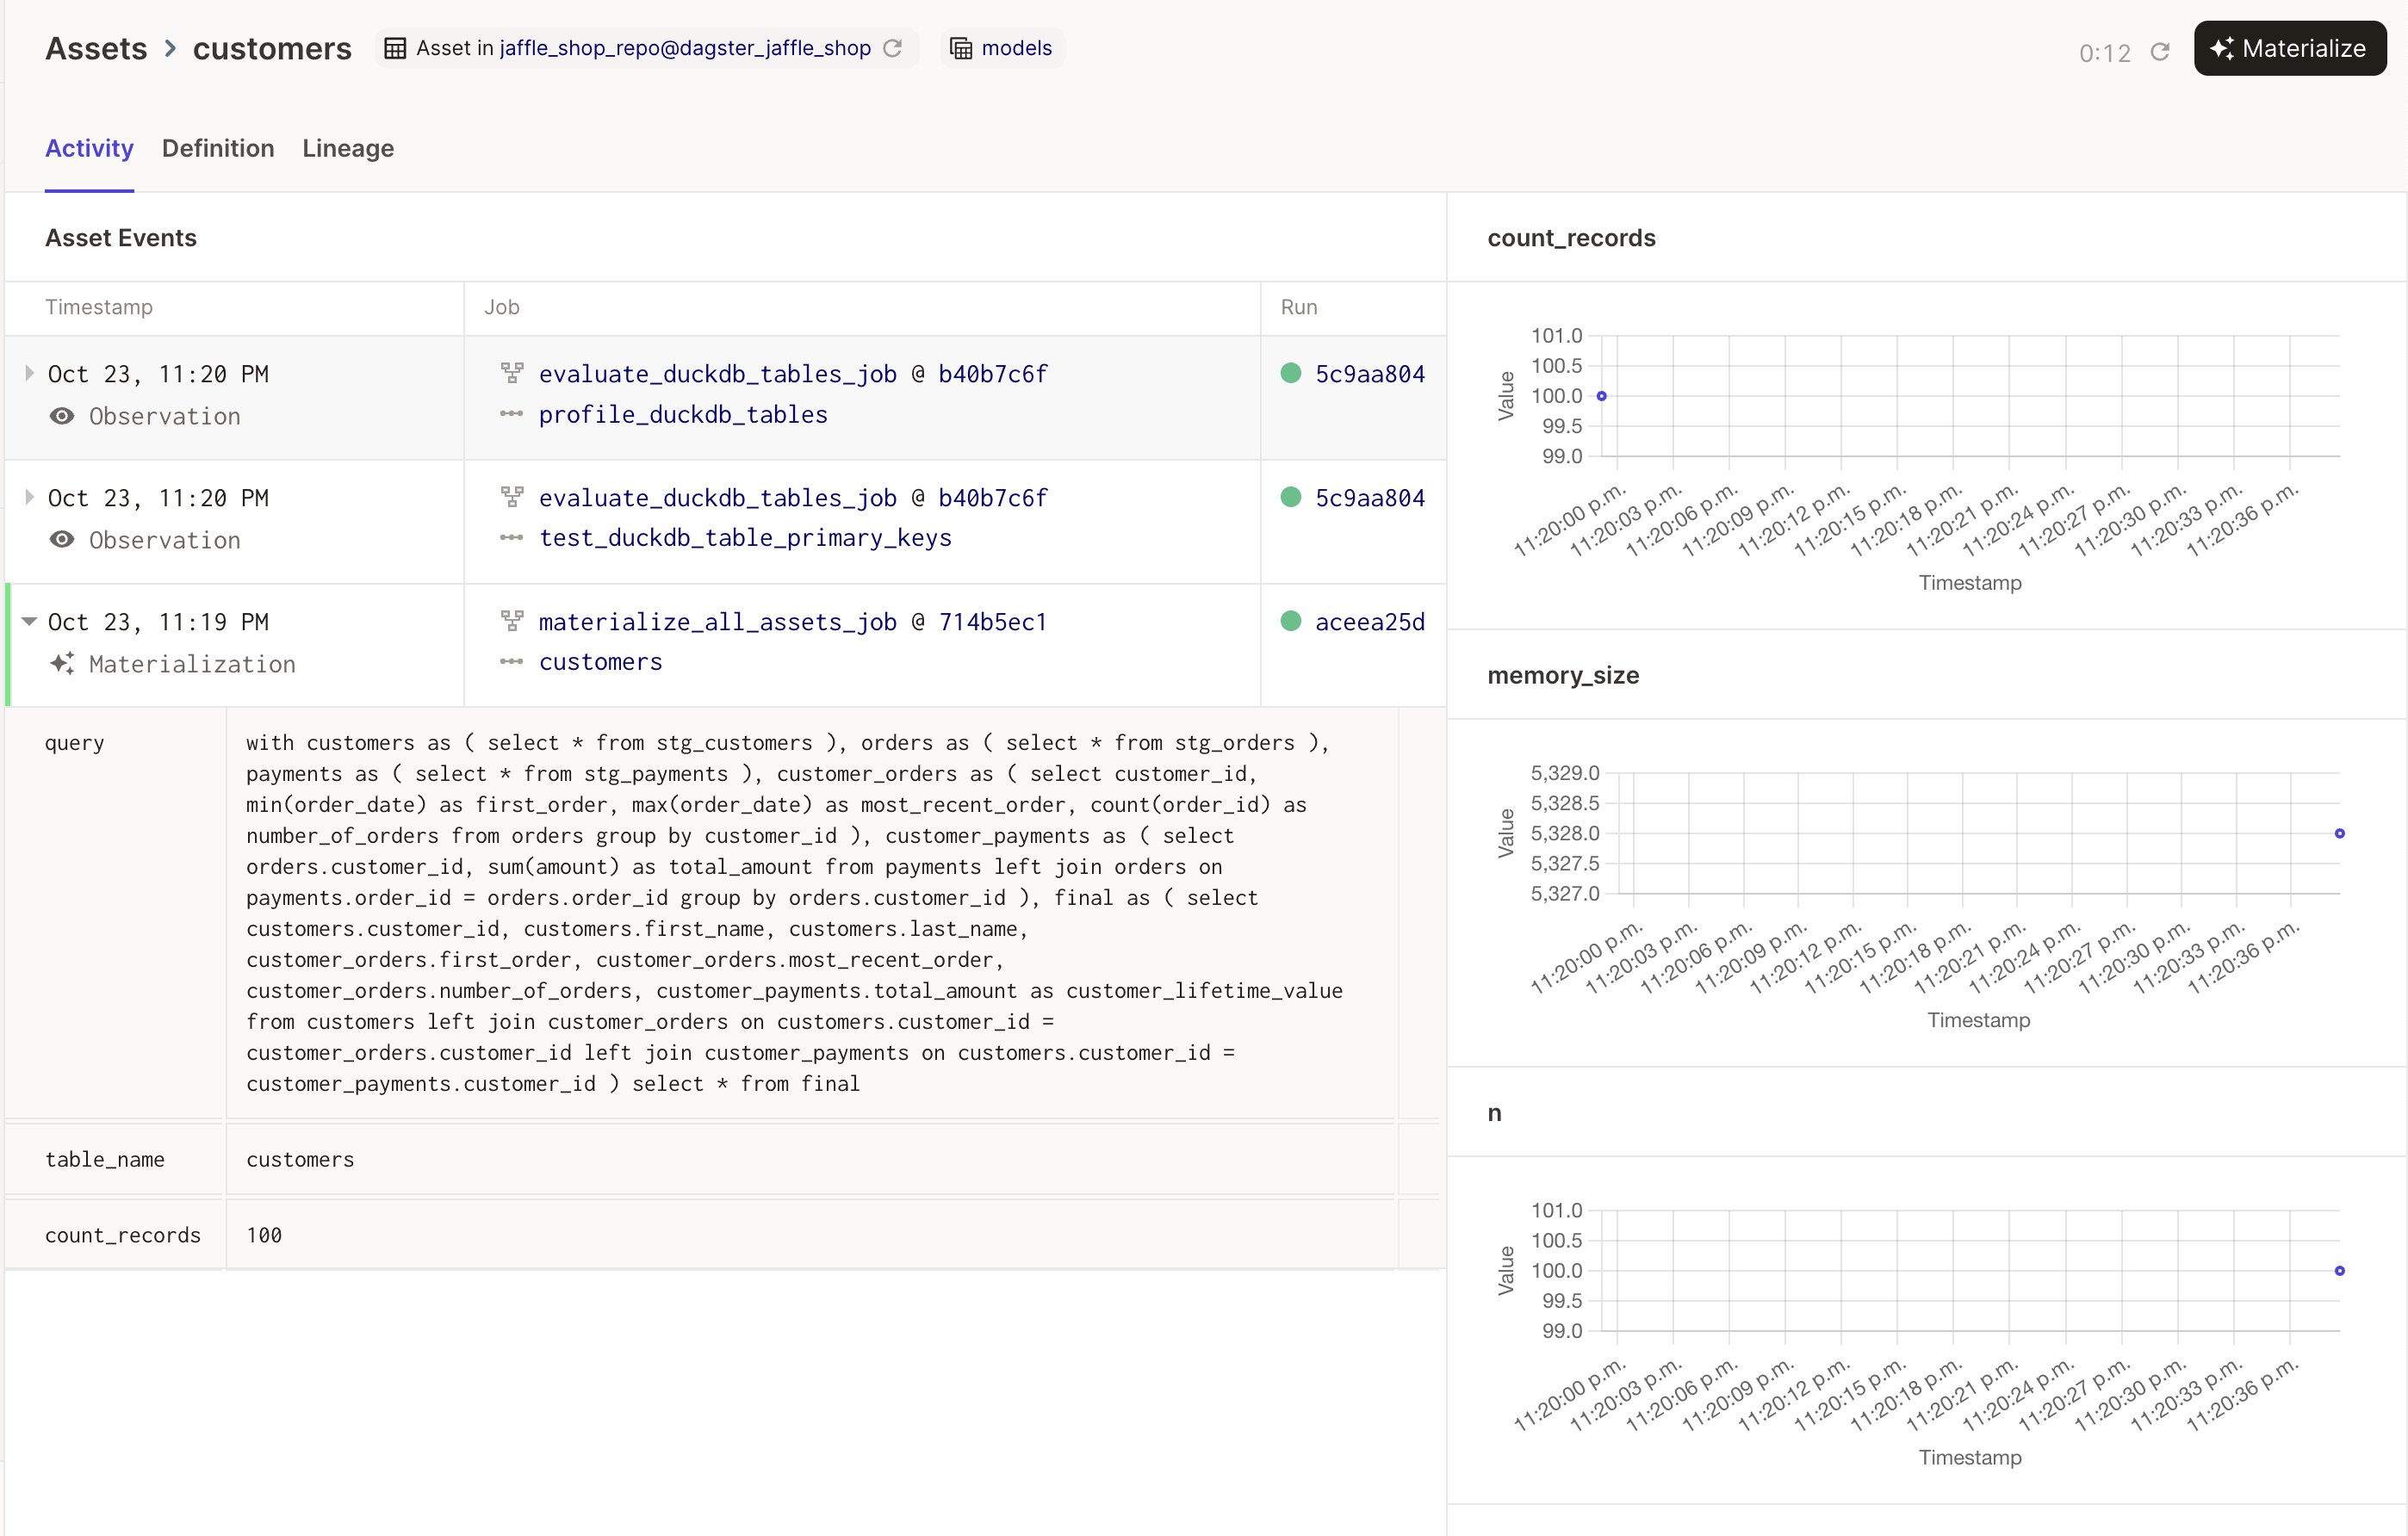 Assets > customers Asset in jaffle_shop_repo@dagster_jaffle_shop models 0:12 Materialize
Activity Definition Lineage
Asset Events
Timestamp Job Run
Oct 23, 11:20 PM evaluate_duckdb_tables_job @ b40b7c6f 5c9aa804
Observation profile_duckdb_tables
Oct 23, 11:20 PM evaluate_duckdb_tables_job @ b40b7c6f 5c9aa804
Observation test_duckdb_table_primary_keys
Oct 23, 11:19 PM materialize_all_assets_job @ 714b5ec1 aceea25d
Materialization customers
query
with customers as ( select * from stg_customers ), orders as ( select * from stg_orders ),
payments as ( select * from stg_payments ), customer_orders as ( select customer_id,
min(order_date) as first_order, max(order_date) as most_recent_order, count(order_id) as
number_of_orders from orders group by customer_id ), customer_payments as ( select
orders.customer_id, sum(amount) as total_amount from payments left join orders on
payments.order_id = orders.order_id group by orders.customer_id ), final as ( select
customers.customer_id, customers.first_name, customers.last_name,
customer_orders.first_order, customer_orders.most_recent_order,
customer_orders.number_of_orders, customer_payments.total_amount as customer_lifetime_value
from customers left join customer_orders on customers.customer_id =
customer_orders.customer_id left join customer_payments on customers.customer_id =
customer_payments.customer_id ) select * from final
table_name customers
count_records 100
count_records
Value
101.0
100.5
100.0
99.5
99.0
11:20:00 p.m. 11:20:03 p.m. 11:20:06 p.m. 11:20:09 p.m. 11:20:12 p.m. 11:20:15 p.m. 11:20:18 p.m. 11:20:21 p.m. 11:20:24 p.m. 11:20:27 p.m. 11:20:30 p.m. 11:20:33 p.m. 11:20:36 p.m.
Timestamp
memory_size
Value
5,329.0
5,328.5
5,328.0
5,327.5
5,327.0
11:20:00 p.m. 11:20:03 p.m. 11:20:06 p.m. 11:20:09 p.m. 11:20:12 p.m. 11:20:15 p.m. 11:20:18 p.m. 11:20:21 p.m. 11:20:24 p.m. 11:20:27 p.m. 11:20:30 p.m. 11:20:33 p.m. 11:20:36 p.m.
Timestamp
n
Value
101.0
100.5
100.0
99.5
99.0
11:20:00 p.m. 11:20:03 p.m. 11:20:06 p.m. 11:20:09 p.m. 11:20:12 p.m. 11:20:15 p.m. 11:20:18 p.m. 11:20:21 p.m. 11:20:24 p.m. 11:20:27 p.m. 11:20:30 p.m. 11:20:33 p.m. 11:20:36 p.m.
Timestamp